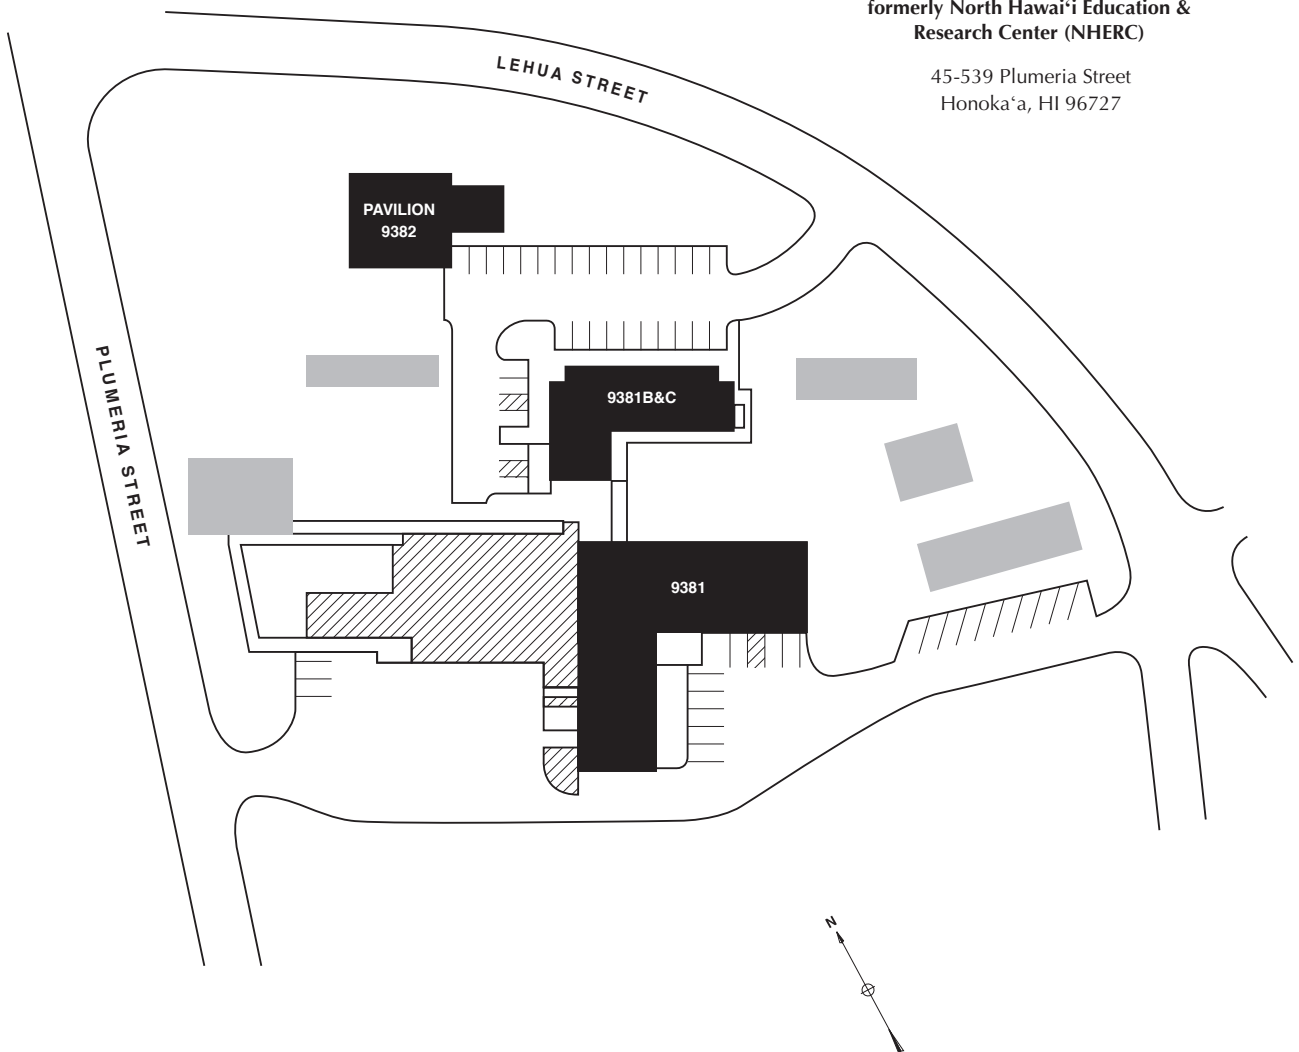 formerly North Hawaiʻi Education &
Research Center (NHERC)
45-539 Plumeria Street
Honokaʻa, HI 96727
LEHUA STREET
PAVILION
9382
PLUMERIA STREET
9381B&C
9381
N